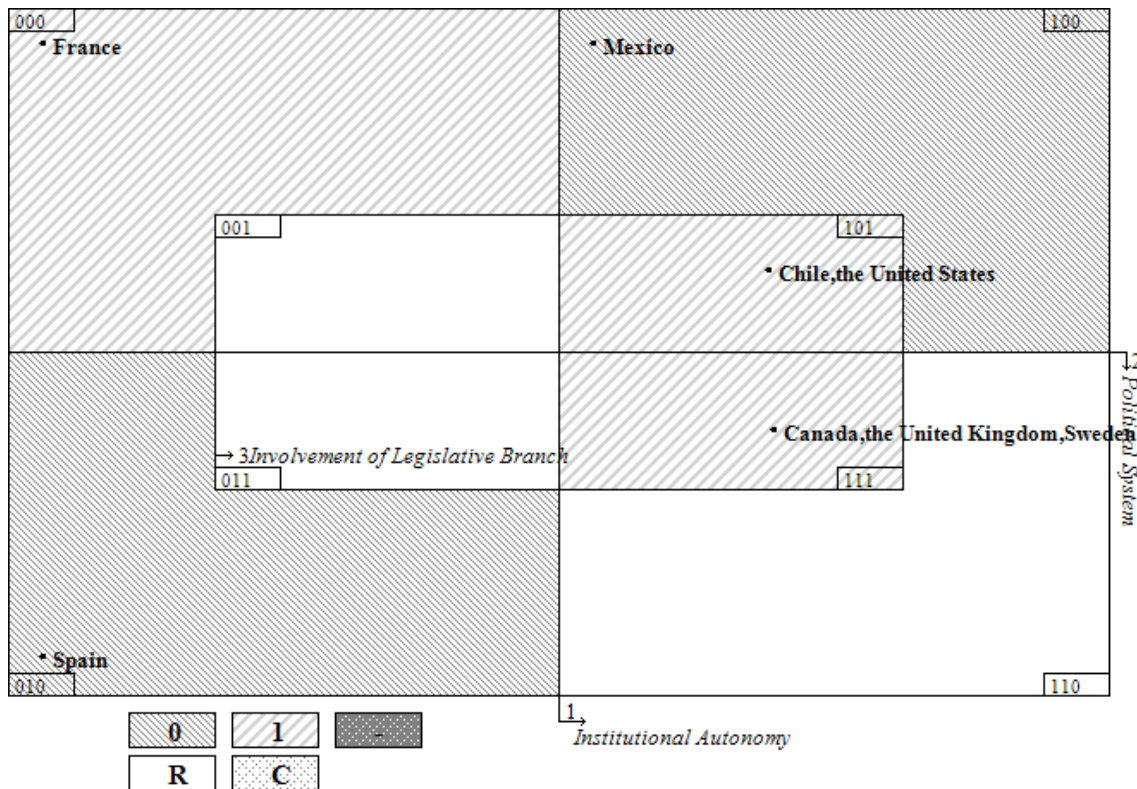 000
100
France
Mexico
001
101
Chile,the United States
2
Political System
Canada,the United Kingdom,Sweden
3Involvement of Legislative Branch
011
111
Spain
010
110
1
Institutional Autonomy
0
1
-
R
C